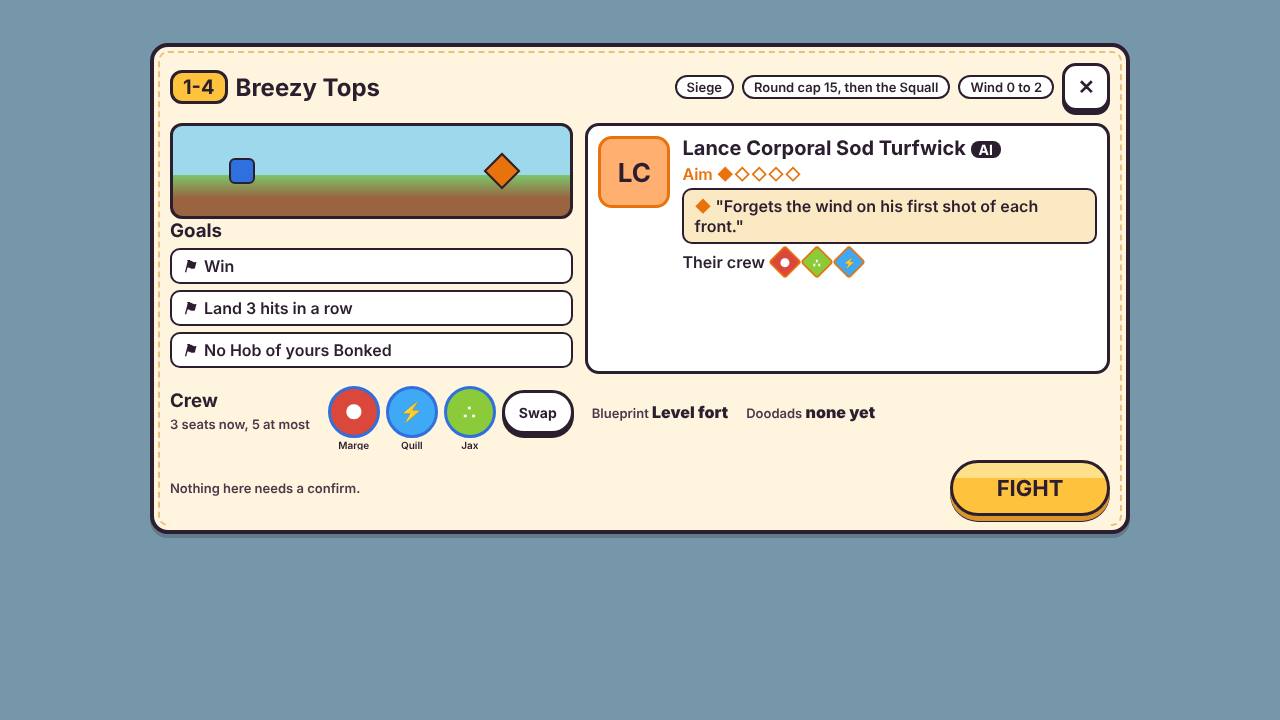 1-4 Breezy Tops
Siege
Round cap 15, then the Squall
Wind 0 to 2
✕
LC
Lance Corporal Sod Turfwick AI
Aim
"Forgets the wind on his first shot of each
front."
Their crew
Goals
Win
Land 3 hits in a row
No Hob of yours Bonked
Crew
3 seats now, 5 at most
Marge
Quill
Jax
Swap
Blueprint Level fort
Doodads none yet
Nothing here needs a confirm.
FIGHT